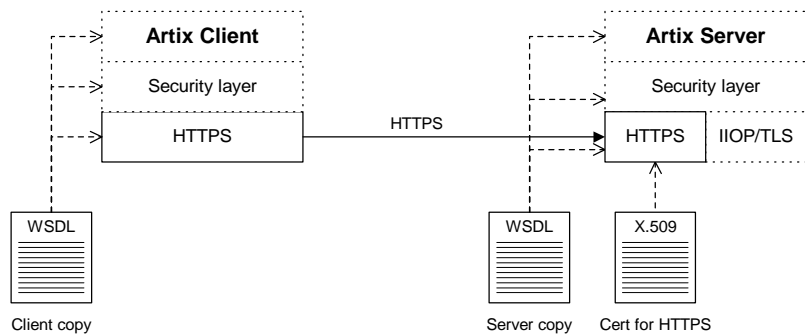 Artix Client
Security layer
HTTPS
HTTPS
Artix Server
Security layer
HTTPS
IIOP/TLS
WSDL
Client copy
WSDL
Server copy
X.509
Cert for HTTPS